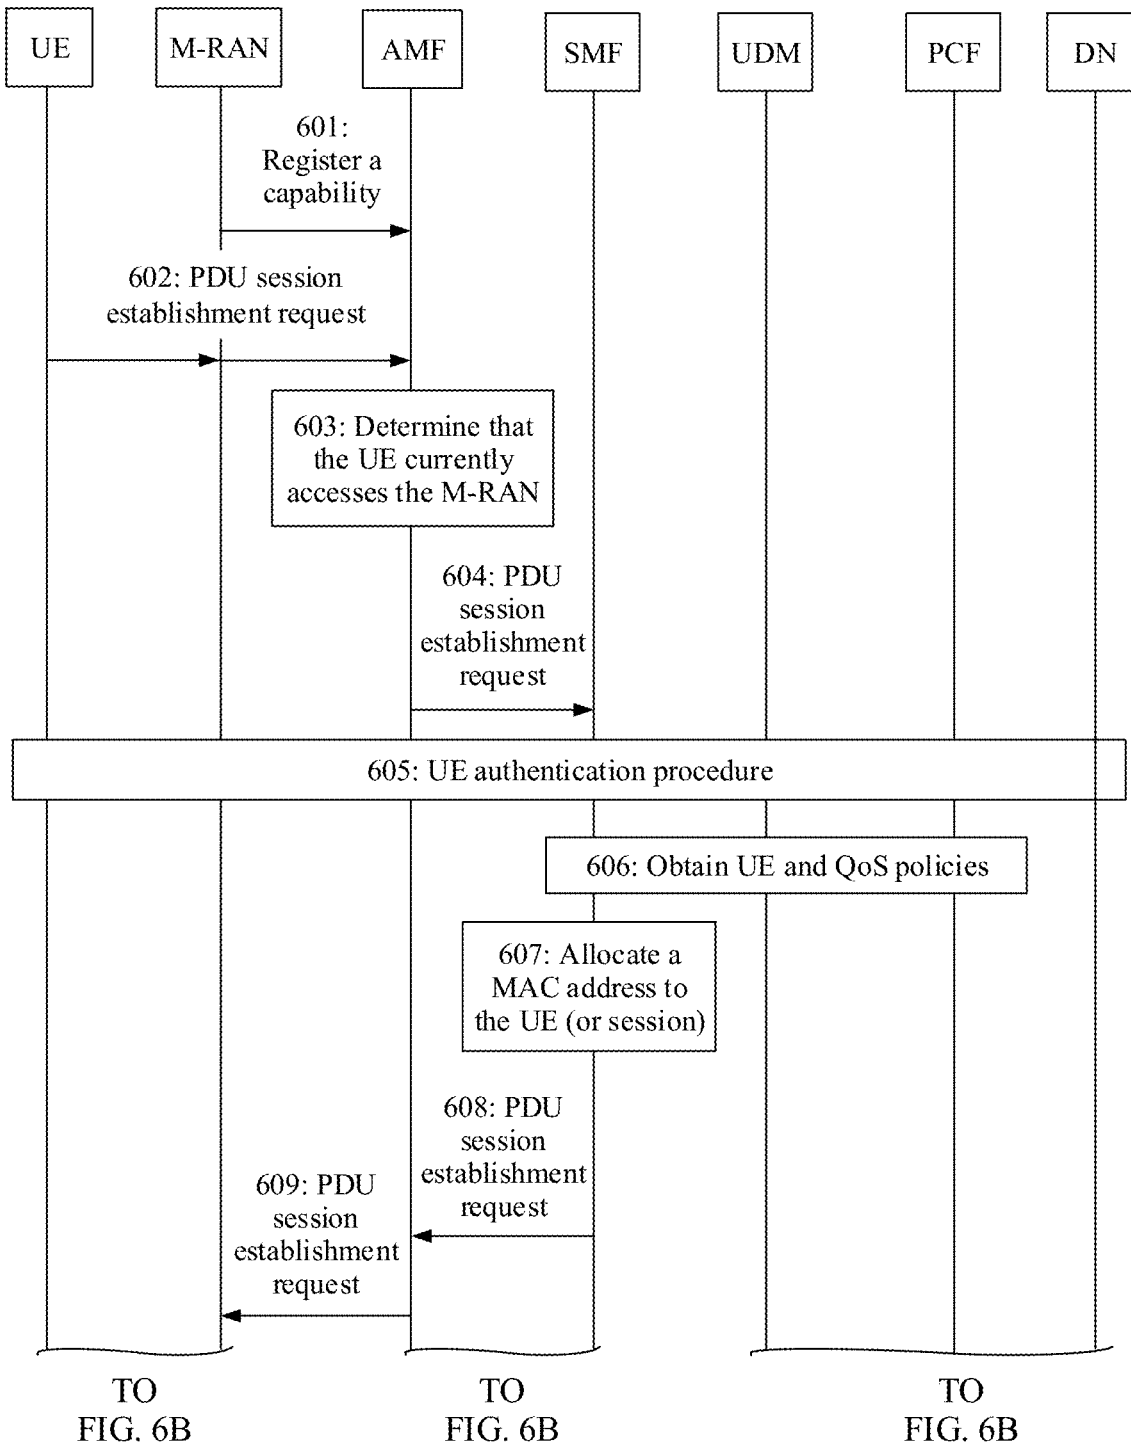 UE
M-RAN
AMF
SMF
UDM
PCF
DN
601:
Register a
capability
602: PDU session
establishment request
603: Determine that
the UE currently
accesses the M-RAN
604: PDU
session
establishment
request
605: UE authentication procedure
606: Obtain UE and QoS policies
607: Allocate a
MAC address to
the UE (or session)
608: PDU
session
establishment
request
609: PDU
session
establishment
request
TO
FIG. 6B
TO
FIG. 6B
TO
FIG. 6B